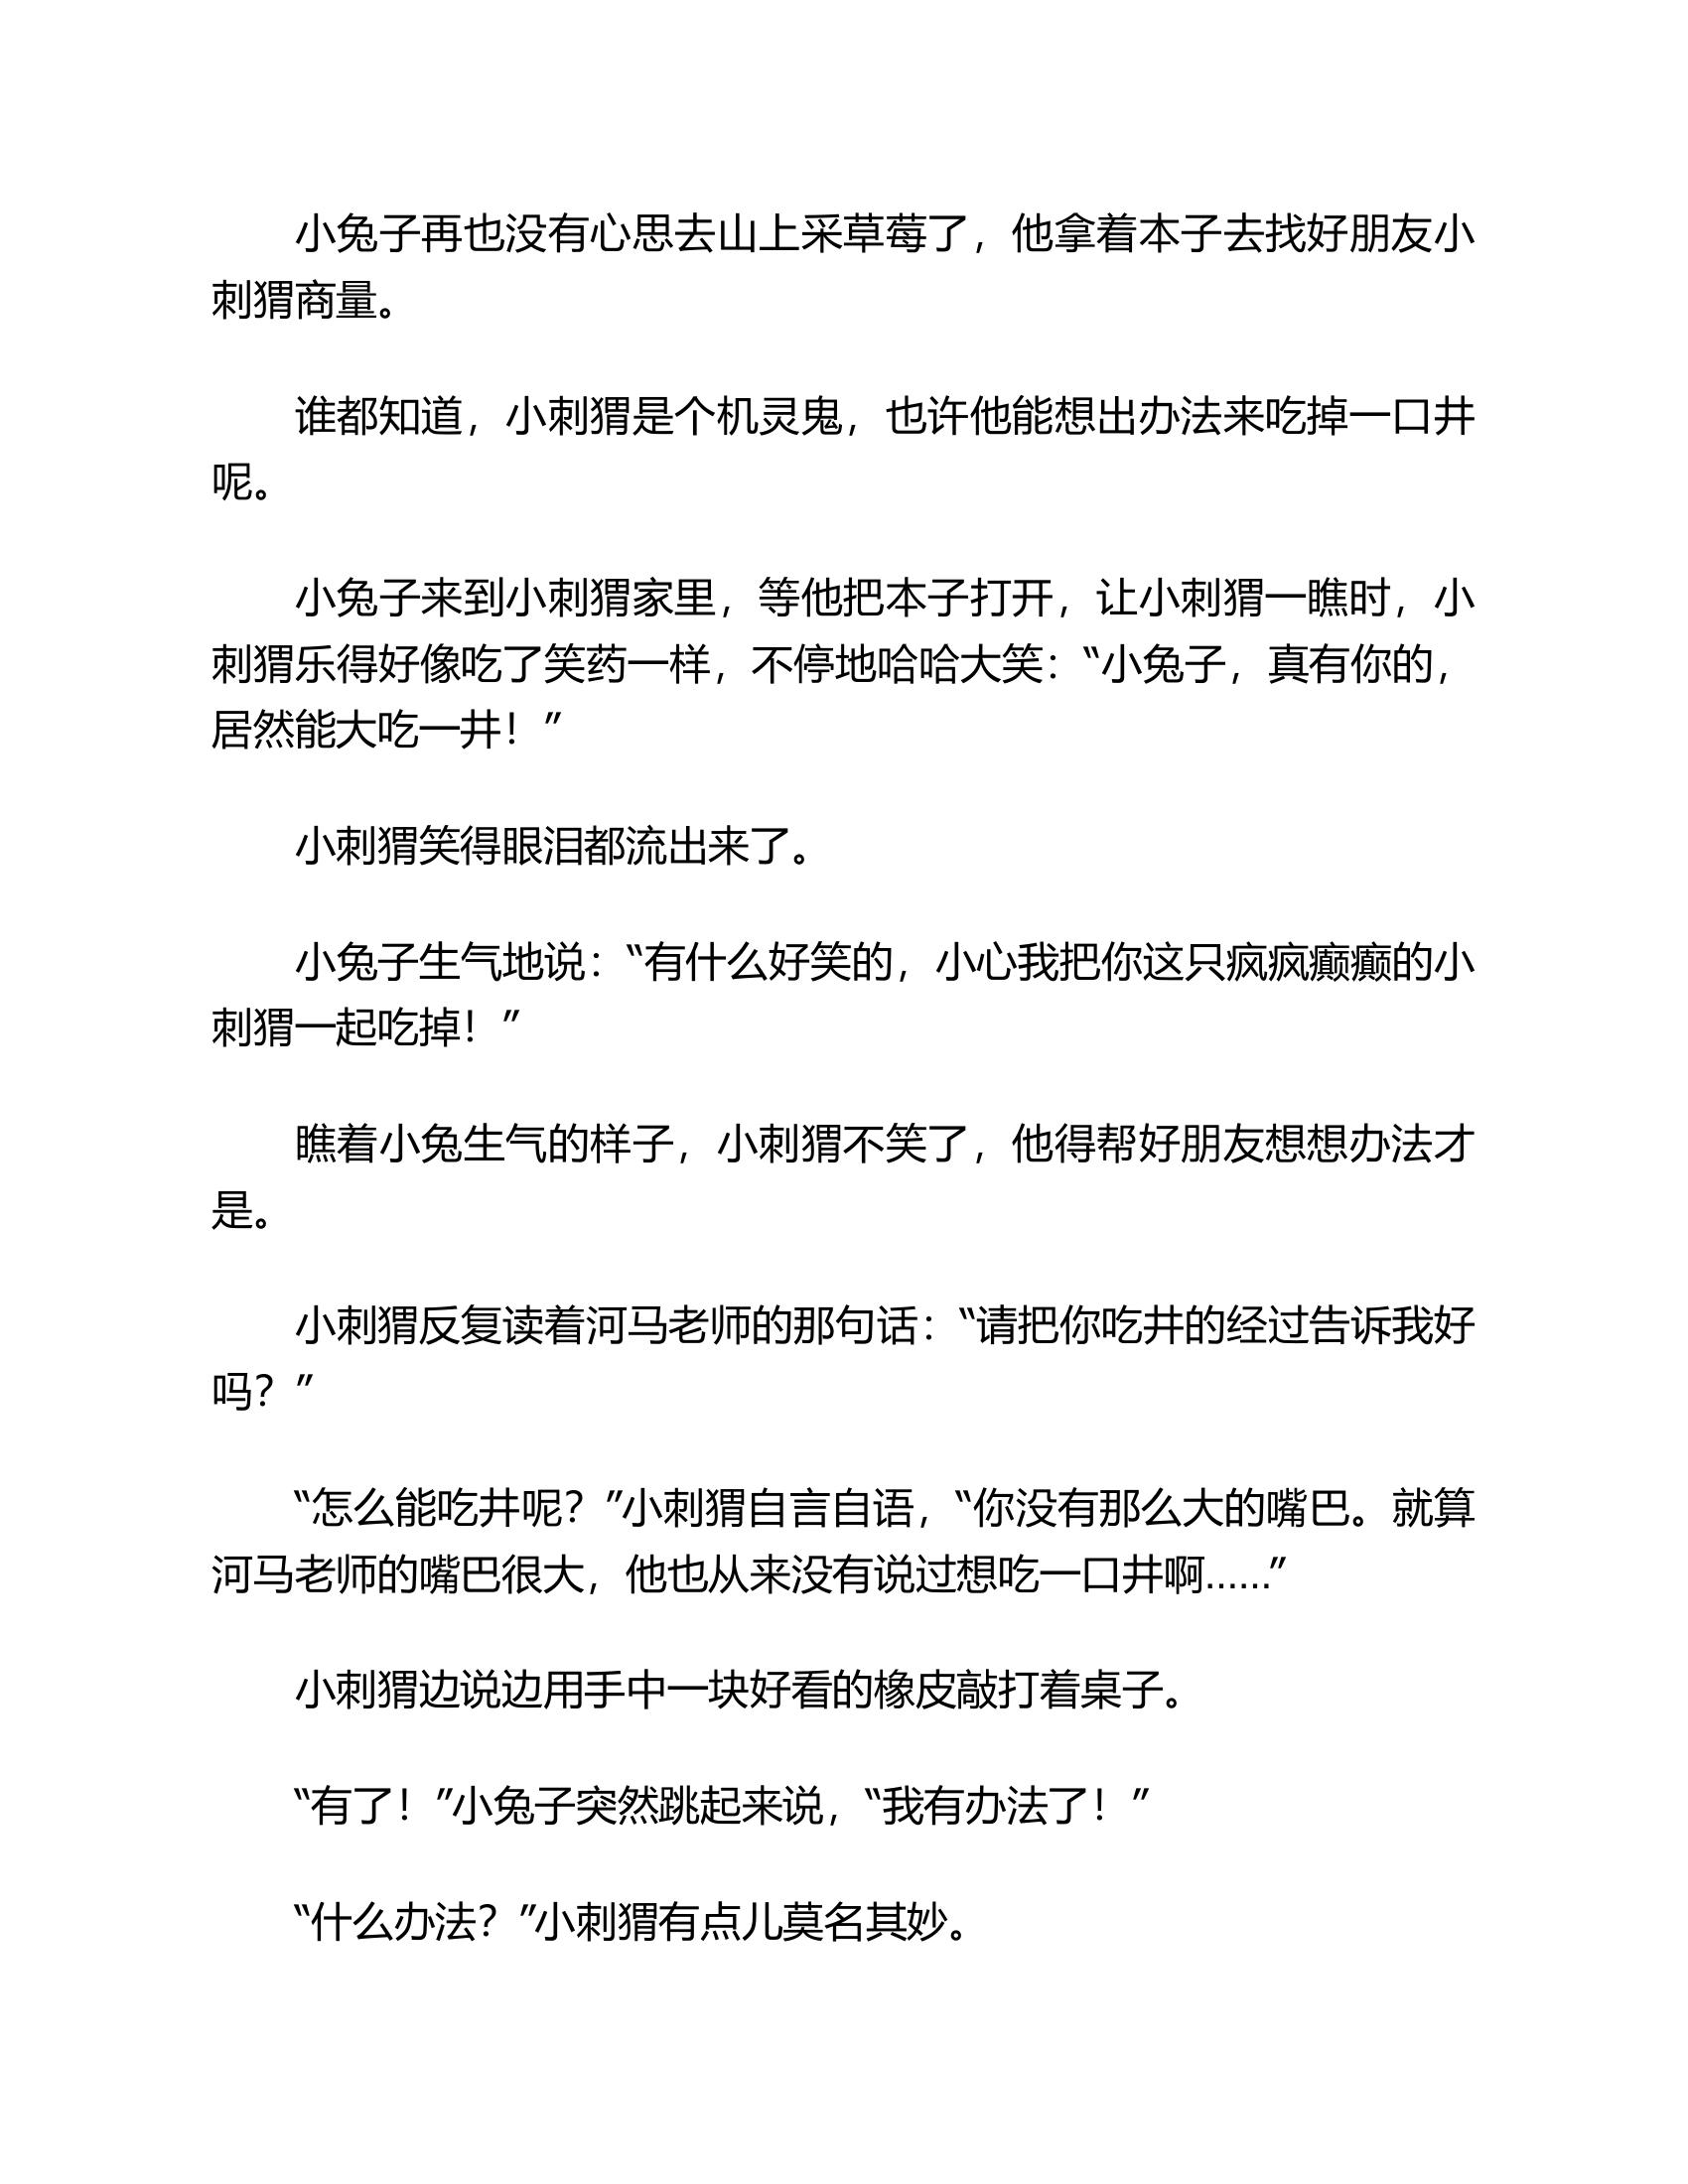 小兔子再也没有心思去山上采草莓了，他拿着本子去找好朋友小
刺猬商量。
谁都知道，小刺猬是个机灵鬼，也许他能想出办法来吃掉一口井
呢。
小兔子来到小刺猬家里，等他把本子打开，让小刺猬一瞧时，小
刺猬乐得好像吃了笑药一样，不停地哈哈大笑：“小兔子，真有你的，
居然能大吃一井！”
小刺猬笑得眼泪都流出来了。
小兔子生气地说：“有什么好笑的，小心我把你这只疯疯癫癫的小
刺猬一起吃掉！”
瞧着小兔生气的样子，小刺猬不笑了，他得帮好朋友想想办法才
是。
小刺猬反复读着河马老师的那句话：“请把你吃井的经过告诉我好
吗？”
“怎么能吃井呢？”小刺猬自言自语，“你没有那么大的嘴巴。就算
河马老师的嘴巴很大，他也从来没有说过想吃一口井啊……”
小刺猬边说边用手中一块好看的橡皮敲打着桌子。
“有了！”小兔子突然跳起来说，“我有办法了！”
“什么办法？”小刺猬有点儿莫名其妙。